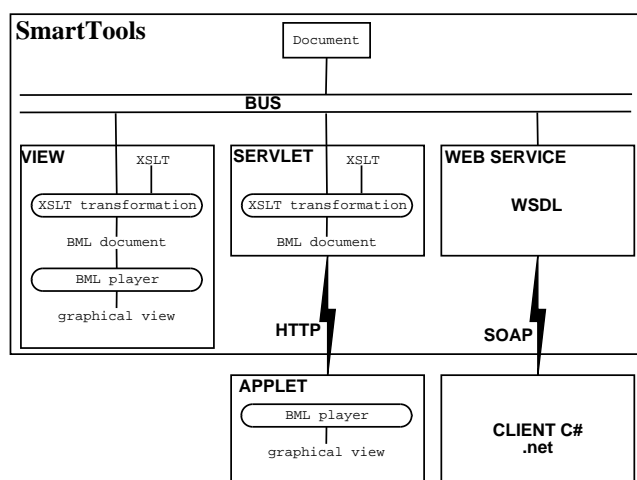 SmartTools
Document
BUS
VIEW
XSLT
XSLT transformation
BML document
BML player
graphical view
SERVLET
XSLT
XSLT transformation
BML document
WEB SERVICE
WSDL
HTTP
SOAP
APPLET
BML player
graphical view
CLIENT C#
.net